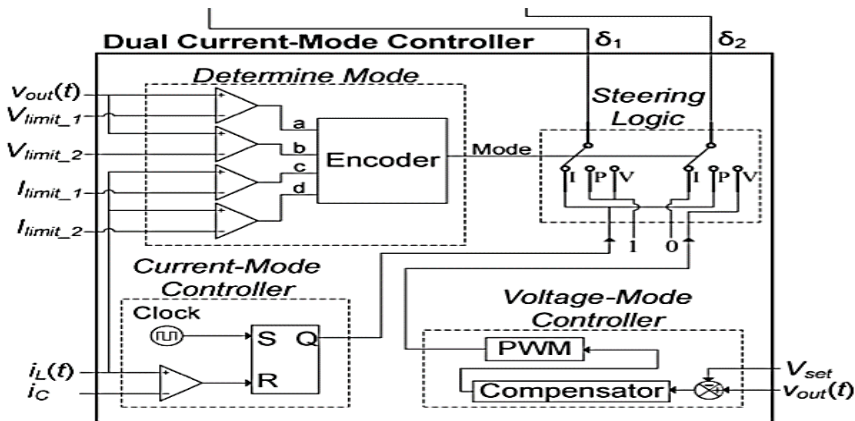 Dual Current-Mode Controller
δ1
δ2
Determine Mode
vout(t)
Vlimit_1
Vlimit_2
Ilimit_1
Ilimit_2
+
−
+
−
+
−
+
−
a
b
c
d
Encoder
Mode
Steering
Logic
I P V
I P V
1 0
Current-Mode
Controller
Clock
S Q
R
iL(t)
iC
+
−
Voltage-Mode
Controller
PWM
Compensator
−
+
Vset
vout(t)